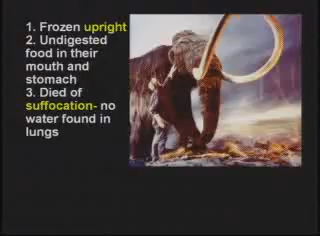 1. Frozen upright
2. Undigested
food in their
mouth and
stomach
3. Died of
suffocation- no
water found in
lungs